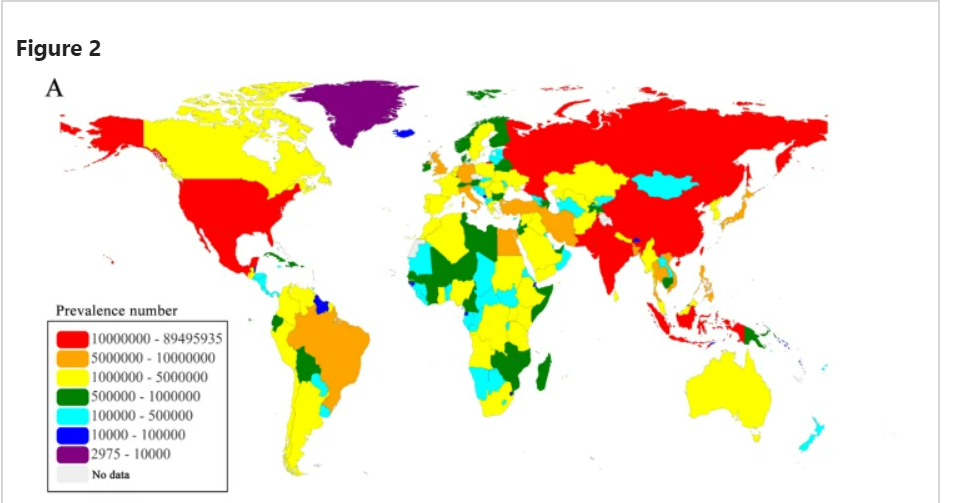 Figure 2
A
Prevalence number
10000000 - 89495935
5000000 - 10000000
1000000 - 5000000
500000 - 1000000
100000 - 500000
10000 - 100000
2975 - 10000
No data